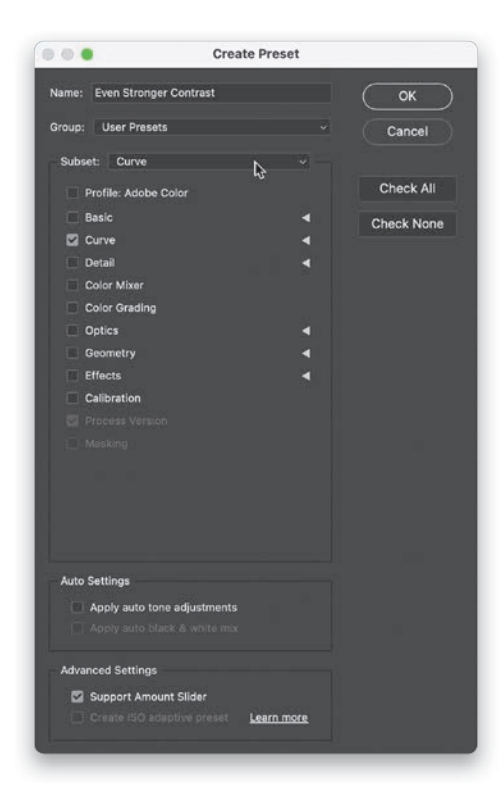 Create Preset
Name: Even Stronger Contrast
OK
Group: User Presets
Cancel
Subset: Curve
Profile: Adobe Color
Check All
Basic
Check None
Curve
Detail
Color Mixer
Color Grading
Optics
Geometry
Effects
Calibration
Process Version
Masking
Auto Settings
Apply auto tone adjustments
Apply auto black & white mix
Advanced Settings
Support Amount Slider
Create ISO adaptive preset Learn more